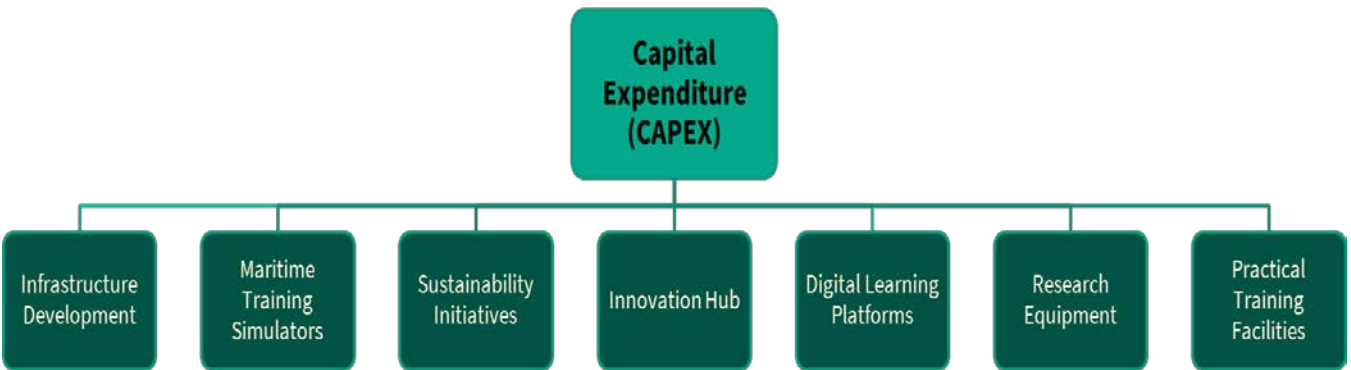 Capital
Expenditure
(CAPEX)
Infrastructure
Development
Maritime
Training
Simulators
Sustainability
Initiatives
Innovation Hub
Digital Learning
Platforms
Research
Equipment
Practical
Training
Facilities